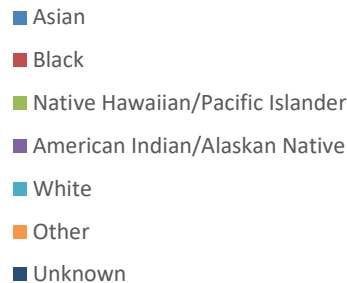 Asian
Black
Native Hawaiian/Pacific Islander
American Indian/Alaskan Native
White
Other
Unknown